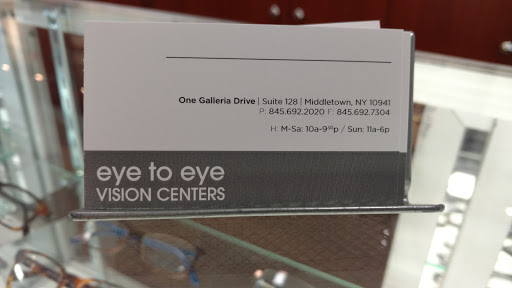 One Galleria Drive | Suite 128 | Middletown, NY 10941
P: 845.692.2020 F: 845.692.7304
H: M-Sa: 10a-9³⁰p / Sun: 11a-6p
eye to eye
VISION CENTERS